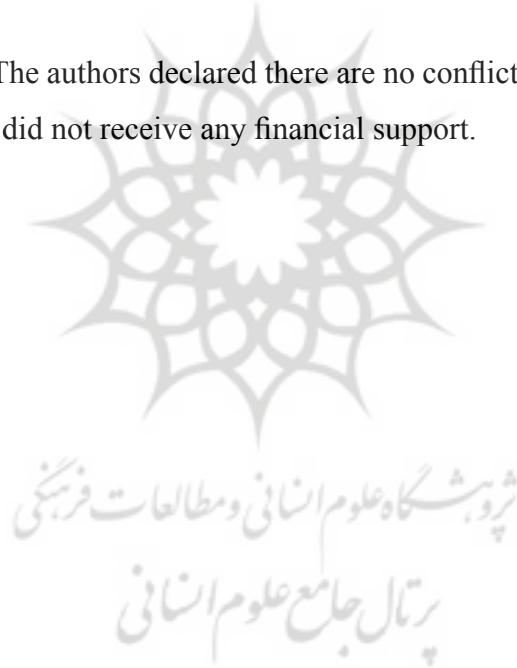 The authors declared there are no conflict
did not receive any financial support.
پژوهشگاه علوم انسانی و مطالعات فرهنگی
پرتال جامع علوم انسانی